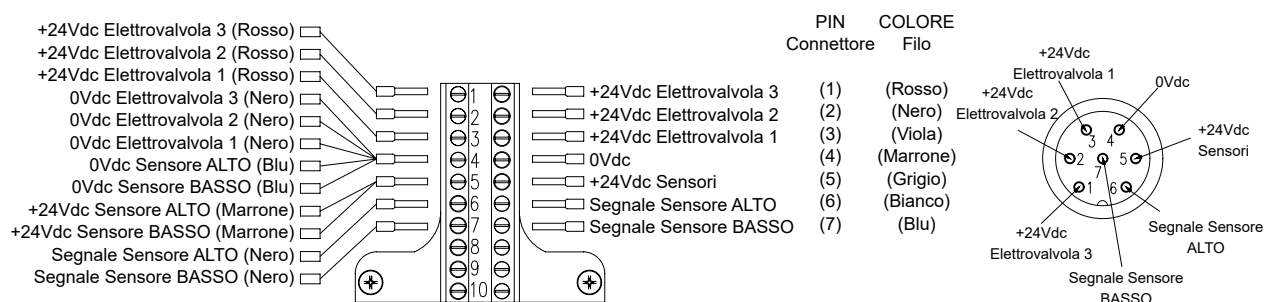 +24Vdc Elettrovalvola 3 (Rosso)
+24Vdc Elettrovalvola 2 (Rosso)
+24Vdc Elettrovalvola 1 (Rosso)
0Vdc Elettrovalvola 3 (Nero)
0Vdc Elettrovalvola 2 (Nero)
0Vdc Elettrovalvola 1 (Nero)
0Vdc Sensore ALTO (Blu)
0Vdc Sensore BASSO (Blu)
+24Vdc Sensore ALTO (Marrone)
+24Vdc Sensore BASSO (Marrone)
Segnale Sensore ALTO (Nero)
Segnale Sensore BASSO (Nero)
1
2
3
4
5
6
7
8
9
10
PIN COLORE
Connettore Filo
+24Vdc Elettrovalvola 3 (1) (Rosso)
+24Vdc Elettrovalvola 2 (2) (Nero)
+24Vdc Elettrovalvola 1 (3) (Viola)
0Vdc (4) (Marrone)
+24Vdc Sensori (5) (Grigio)
Segnale Sensore ALTO (6) (Bianco)
Segnale Sensore BASSO (7) (Blu)
+24Vdc
Elettrovalvola 1
0Vdc
+24Vdc
Elettrovalvola 2
+24Vdc
Sensori
3 4
2 5
7
1 6
+24Vdc
Elettrovalvola 3
Segnale Sensore
ALTO
Segnale Sensore
BASSO